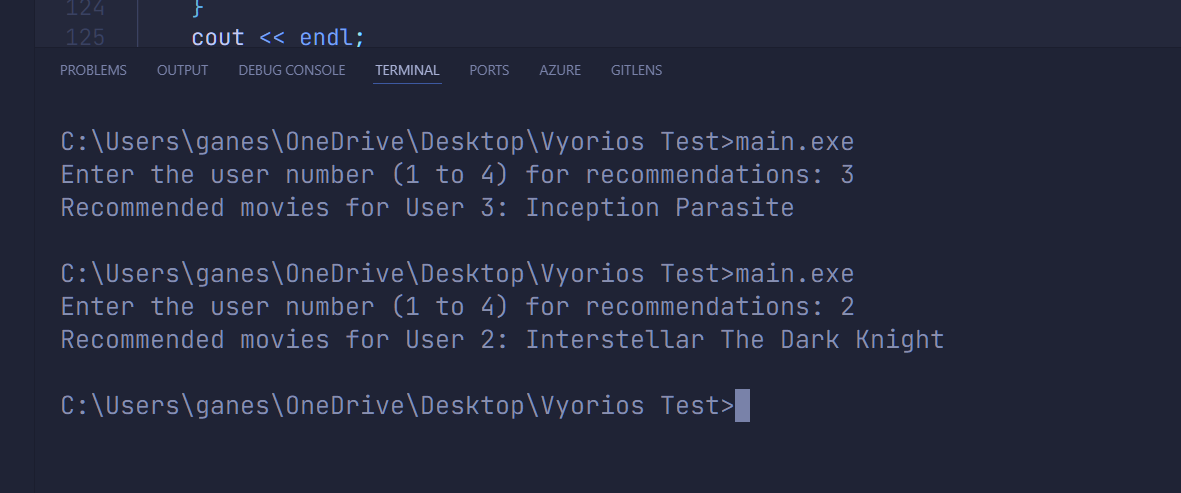 124 }
125 cout << endl;
PROBLEMS OUTPUT DEBUG CONSOLE TERMINAL PORTS AZURE GITLENS
C:\Users\ganes\OneDrive\Desktop\Vyorios Test>main.exe
Enter the user number (1 to 4) for recommendations: 3
Recommended movies for User 3: Inception Parasite
C:\Users\ganes\OneDrive\Desktop\Vyorios Test>main.exe
Enter the user number (1 to 4) for recommendations: 2
Recommended movies for User 2: Interstellar The Dark Knight
C:\Users\ganes\OneDrive\Desktop\Vyorios Test>